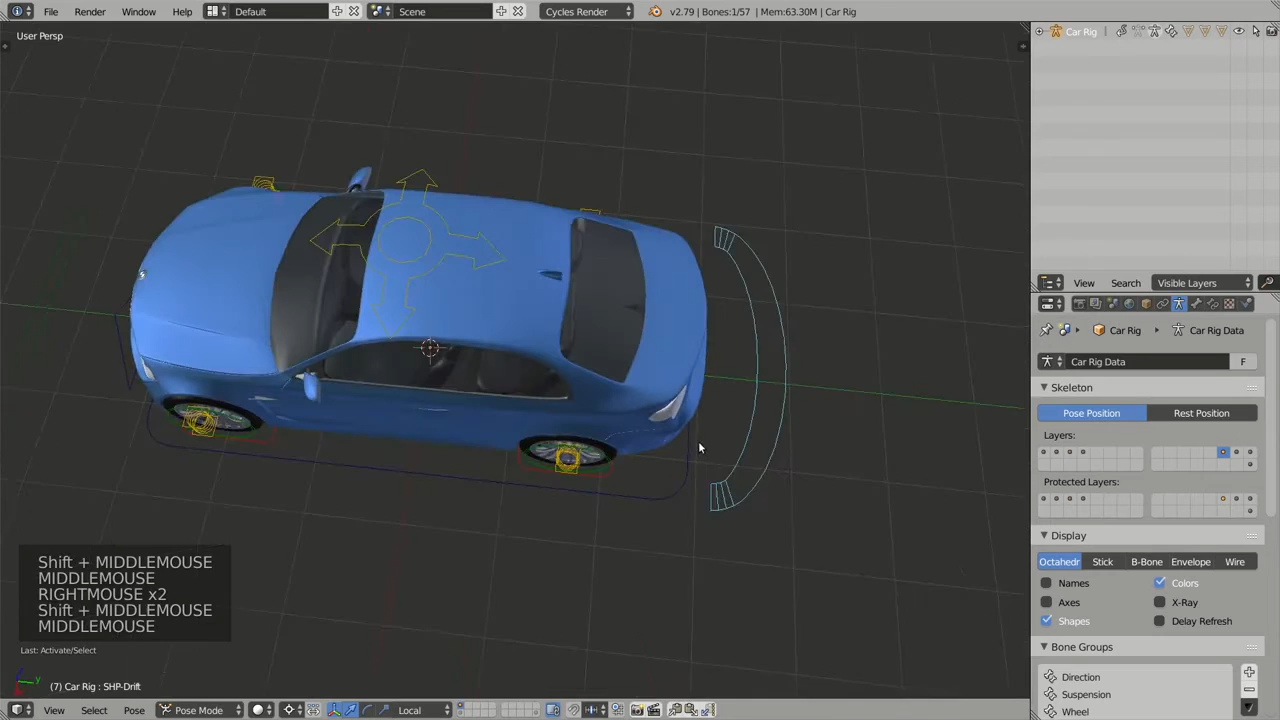 File Render Window Help Default Scene Cycles Render v2.79 | Bones:1/57 | Mem:63.30M | Car Rig
User Persp
Car Rig
View Search Visible Layers
Car Rig Car Rig Data
Car Rig Data F
Skeleton
Pose Position Rest Position
Layers:
Protected Layers:
Display
Octahedr Stick B-Bone Envelope Wire
Names Colors
Axes X-Ray
Shapes Delay Refresh
Bone Groups
Direction
Suspension
Wheel
Shift + MIDDLEMOUSE
MIDDLEMOUSE
RIGHTMOUSE x2
Shift + MIDDLEMOUSE
MIDDLEMOUSE
Last: Activate/Select
y
(7) Car Rig : SHP-Drift
View Select Pose Pose Mode Local